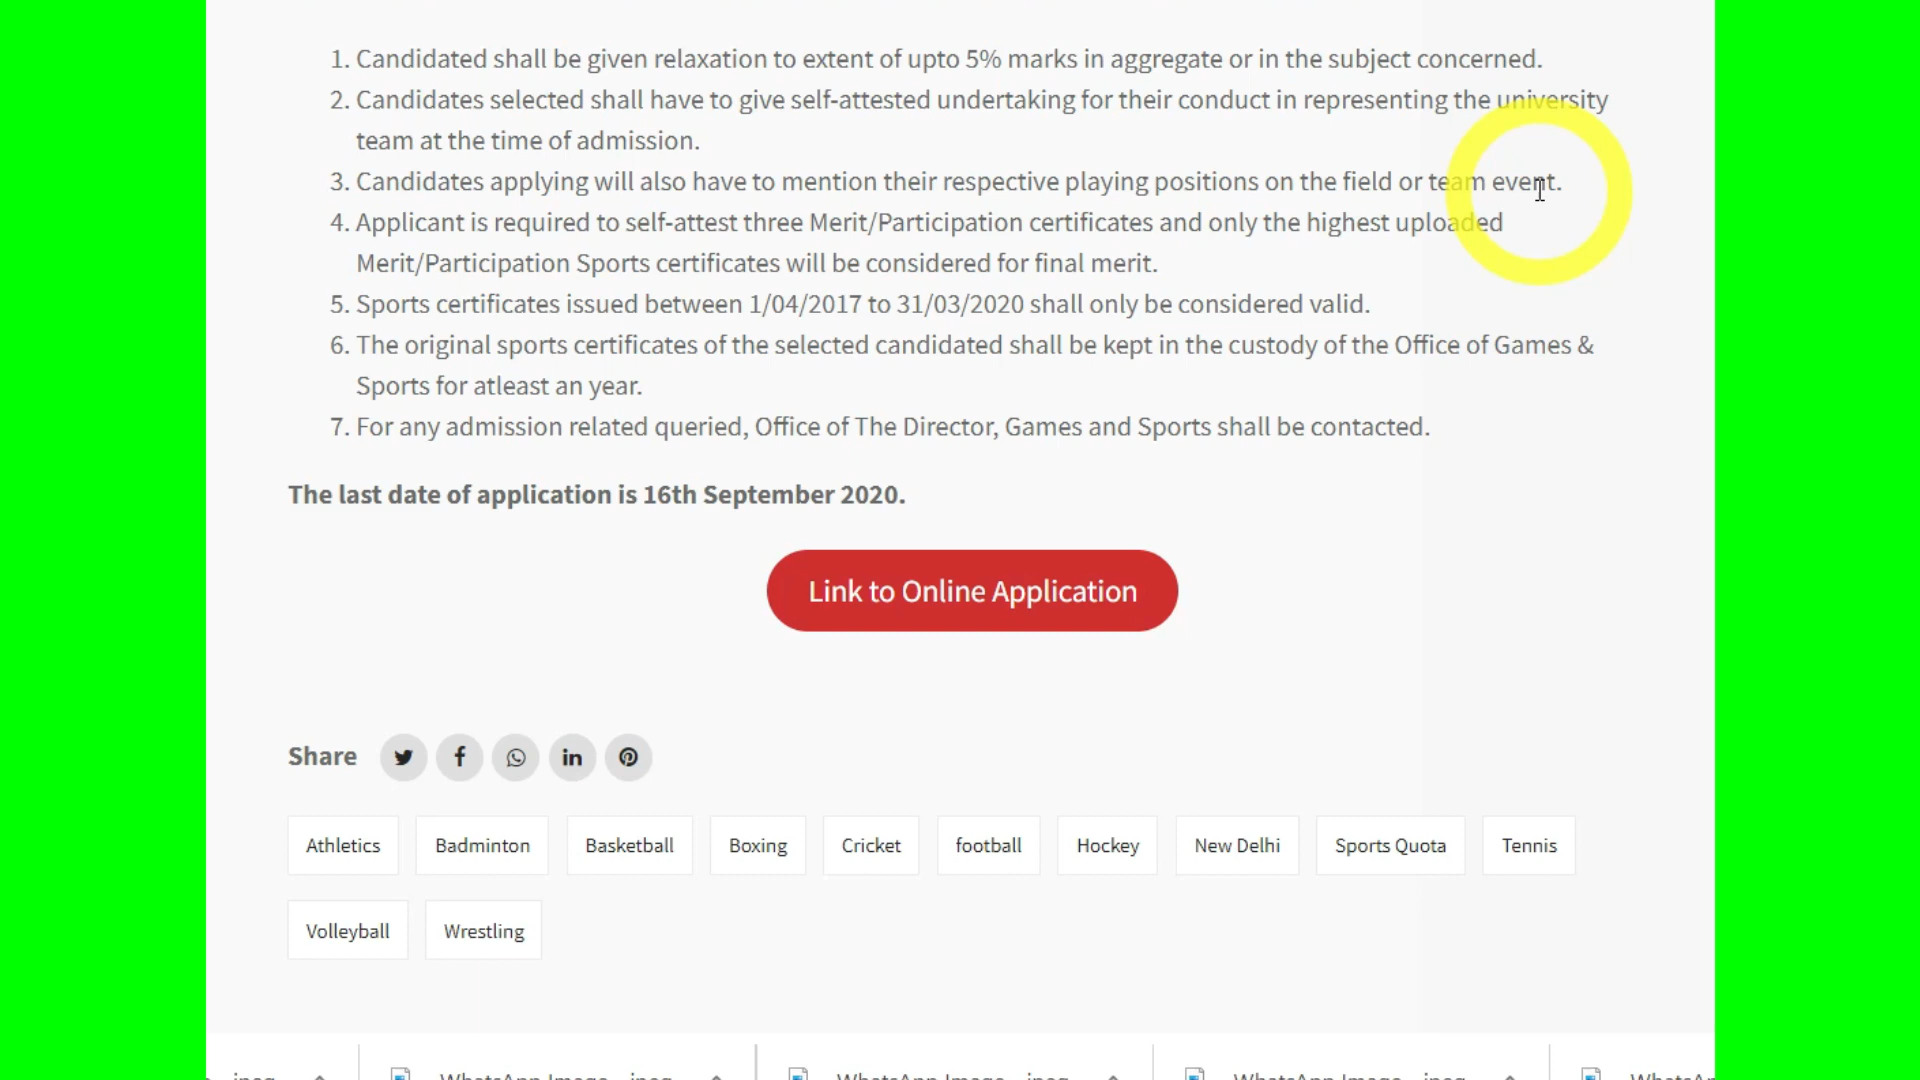 1. Candidated shall be given relaxation to extent of upto 5% marks in aggregate or in the subject concerned.
2. Candidates selected shall have to give self-attested undertaking for their conduct in representing the university
team at the time of admission.
3. Candidates applying will also have to mention their respective playing positions on the field or team event.
4. Applicant is required to self-attest three Merit/Participation certificates and only the highest uploaded
Merit/Participation Sports certificates will be considered for final merit.
5. Sports certificates issued between 1/04/2017 to 31/03/2020 shall only be considered valid.
6. The original sports certificates of the selected candidated shall be kept in the custody of the Office of Games &
Sports for atleast an year.
7. For any admission related queried, Office of The Director, Games and Sports shall be contacted.
The last date of application is 16th September 2020.
Link to Online Application
Share
Athletics Badminton Basketball Boxing Cricket football Hockey New Delhi Sports Quota Tennis
Volleyball Wrestling
WhatsApp Image WhatsApp Image WhatsApp Image